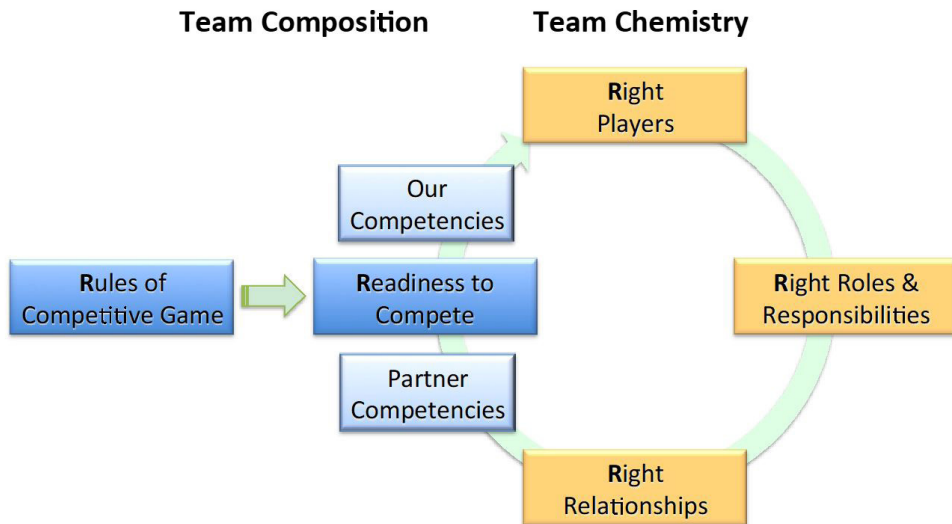 Team Composition
Team Chemistry
Right
Players
Our
Competencies
Rules of
Competitive Game
Readiness to
Compete
Right Roles &
Responsibilities
Partner
Competencies
Right
Relationships